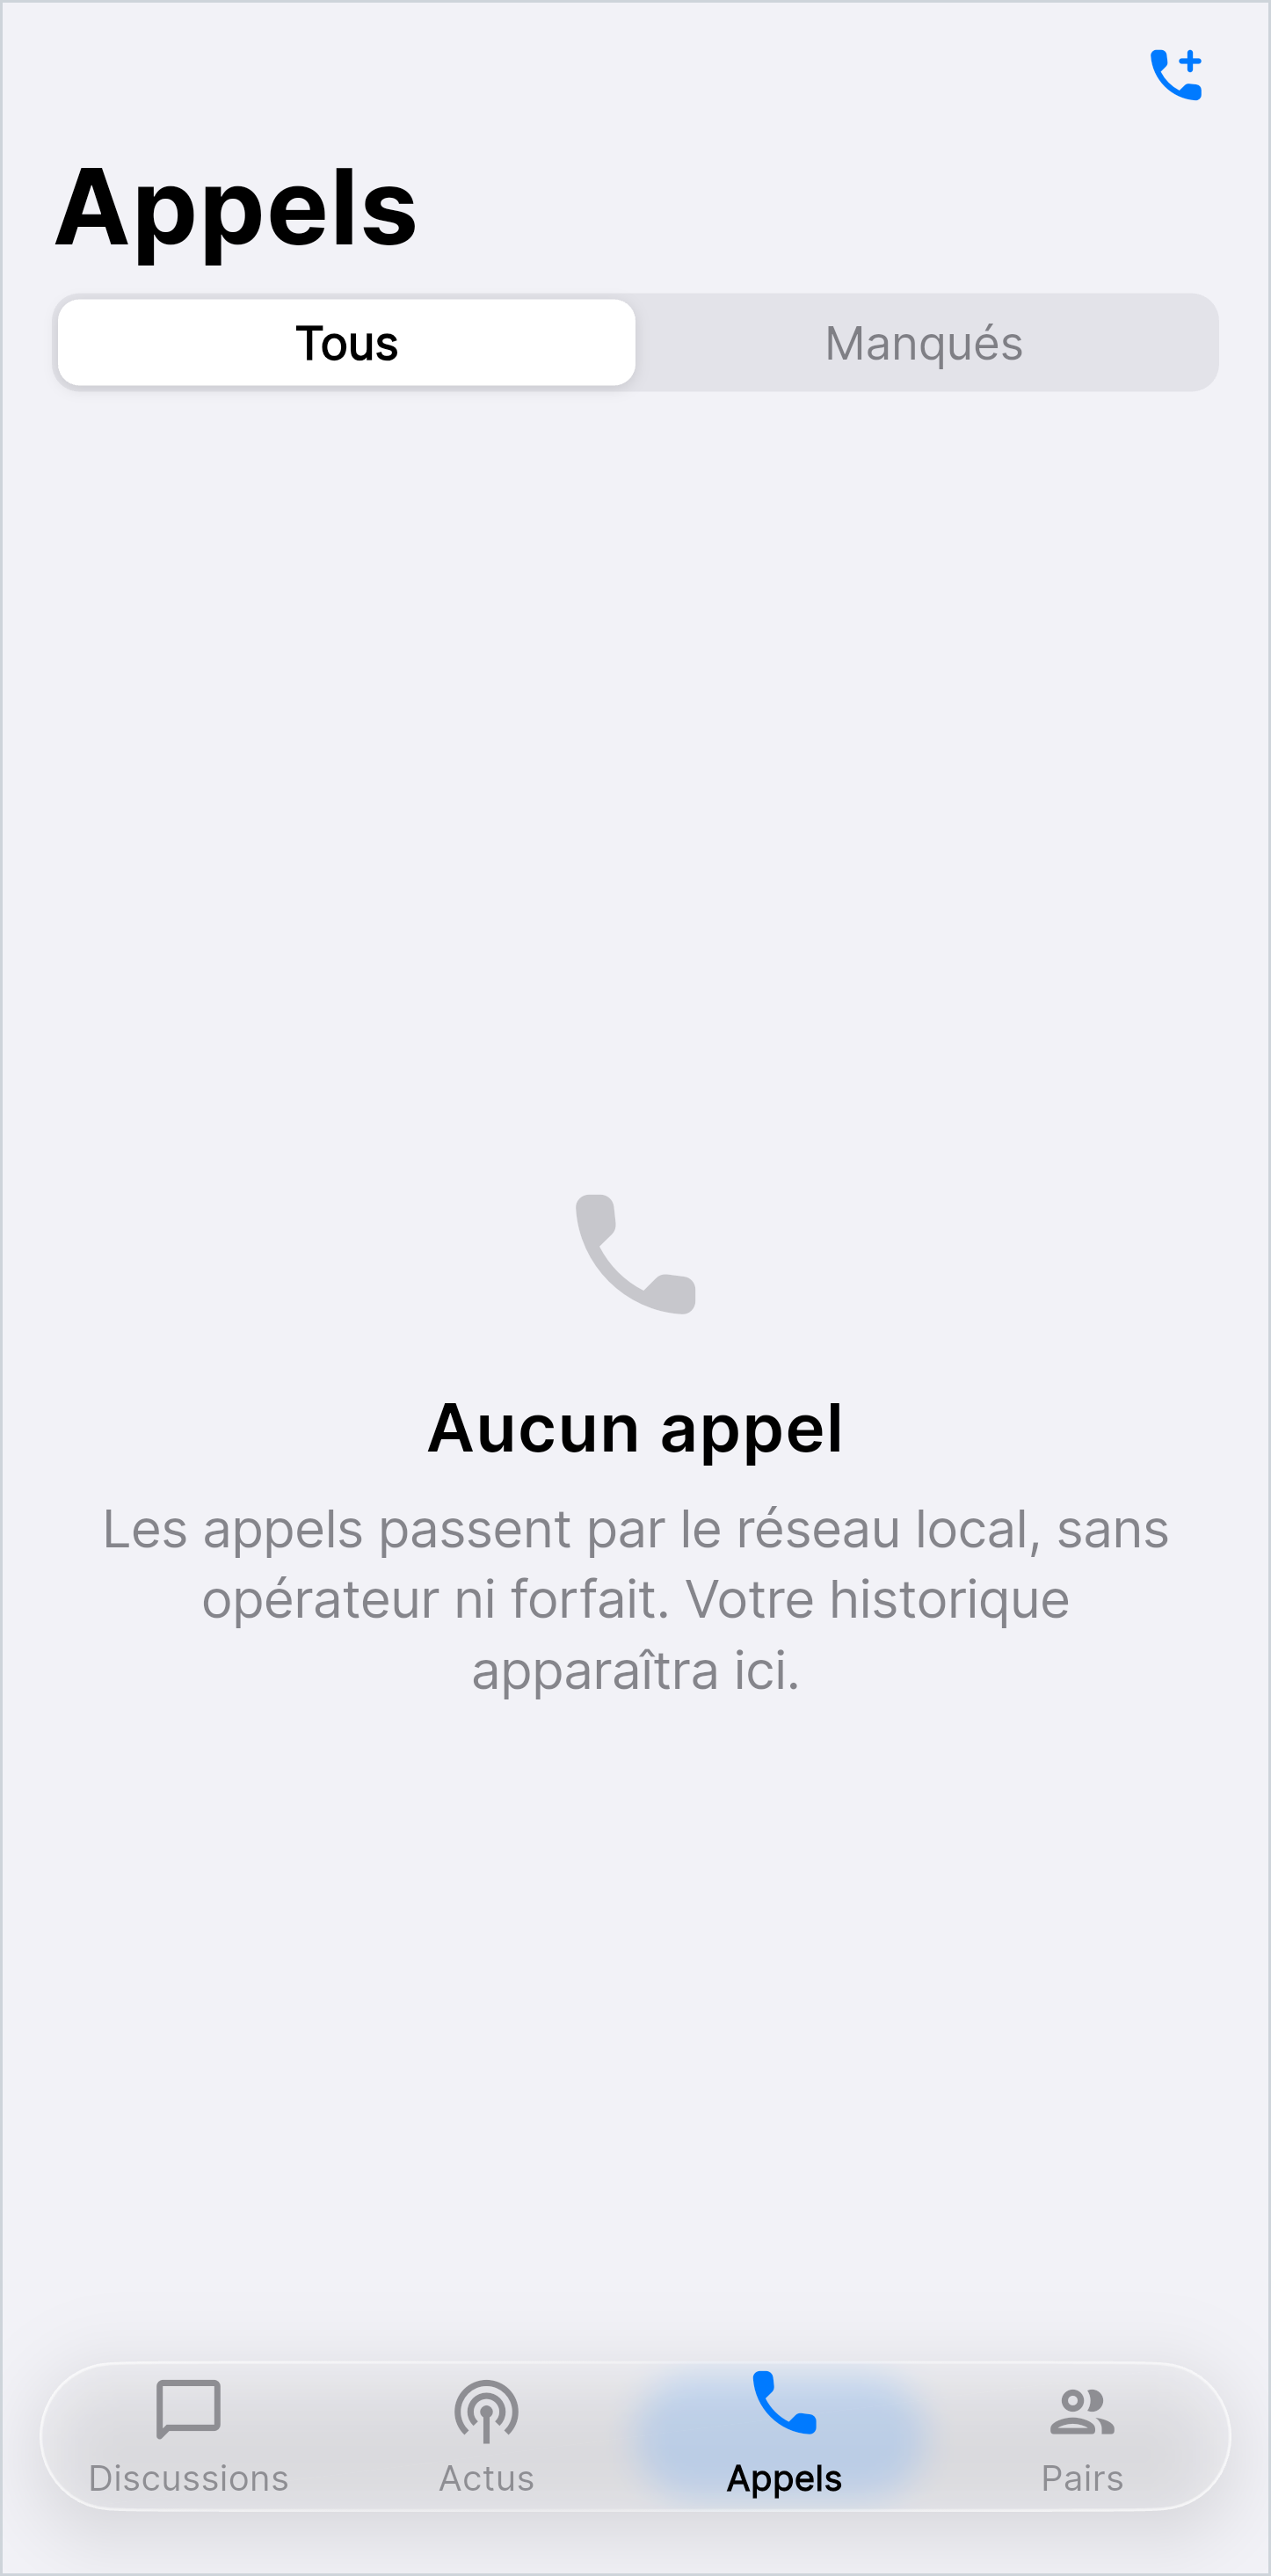 Appels
Tous
Manqués
Aucun appel
Les appels passent par le réseau local, sans
opérateur ni forfait. Votre historique
apparaîtra ici.
Discussions
Actus
Appels
Pairs